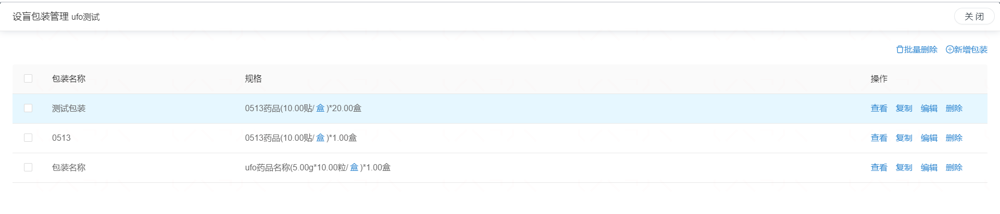 设盲包装管理 ufo测试 关 闭
批量删除 新增包装
包装名称 规格 操作
测试包装 0513药品(10.00贴/ 盒 )*20.00盒 查看 复制 编辑 删除
0513 0513药品(10.00贴/ 盒 )*1.00盒 查看 复制 编辑 删除
包装名称 ufo药品名称(5.00g*10.00粒/ 盒 )*1.00盒 查看 复制 编辑 删除